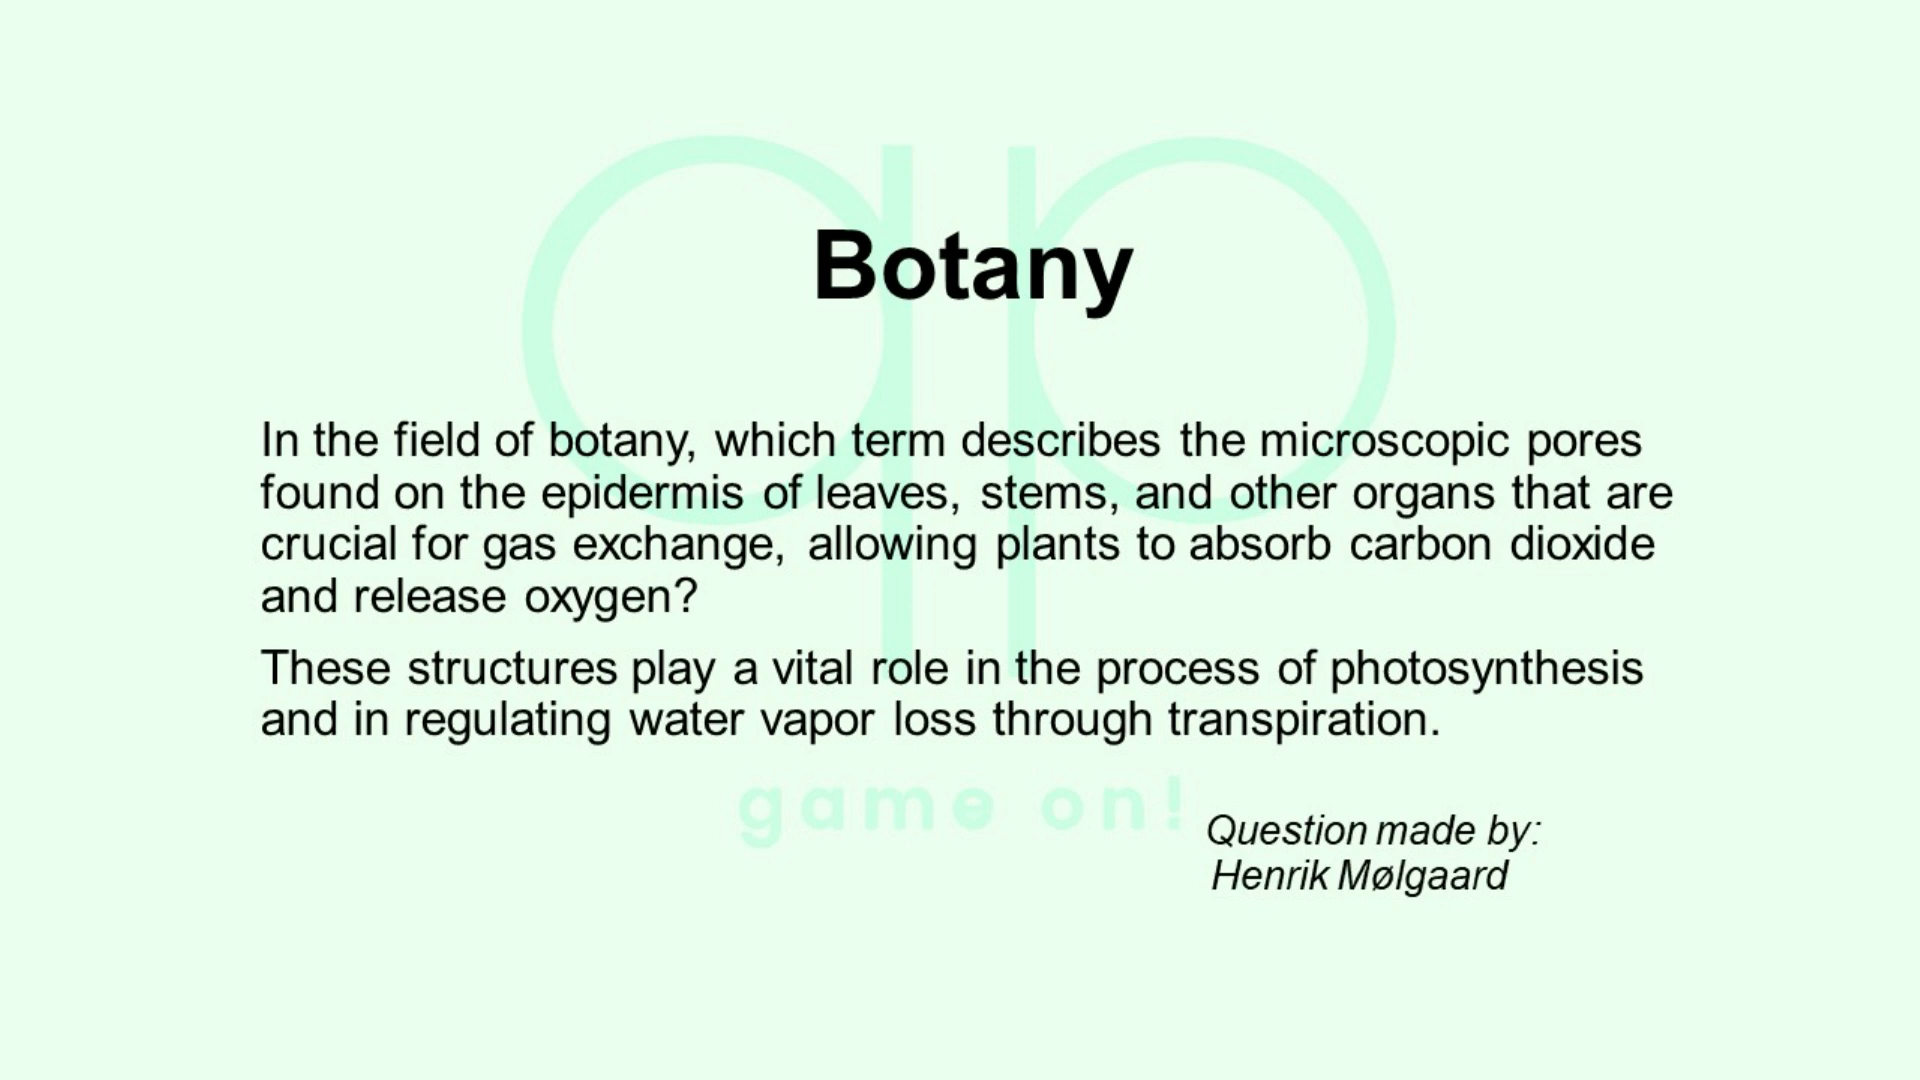 Botany
In the field of botany, which term describes the microscopic pores
found on the epidermis of leaves, stems, and other organs that are
crucial for gas exchange, allowing plants to absorb carbon dioxide
and release oxygen?
These structures play a vital role in the process of photosynthesis
and in regulating water vapor loss through transpiration.
game on!
Question made by:
Henrik Mølgaard